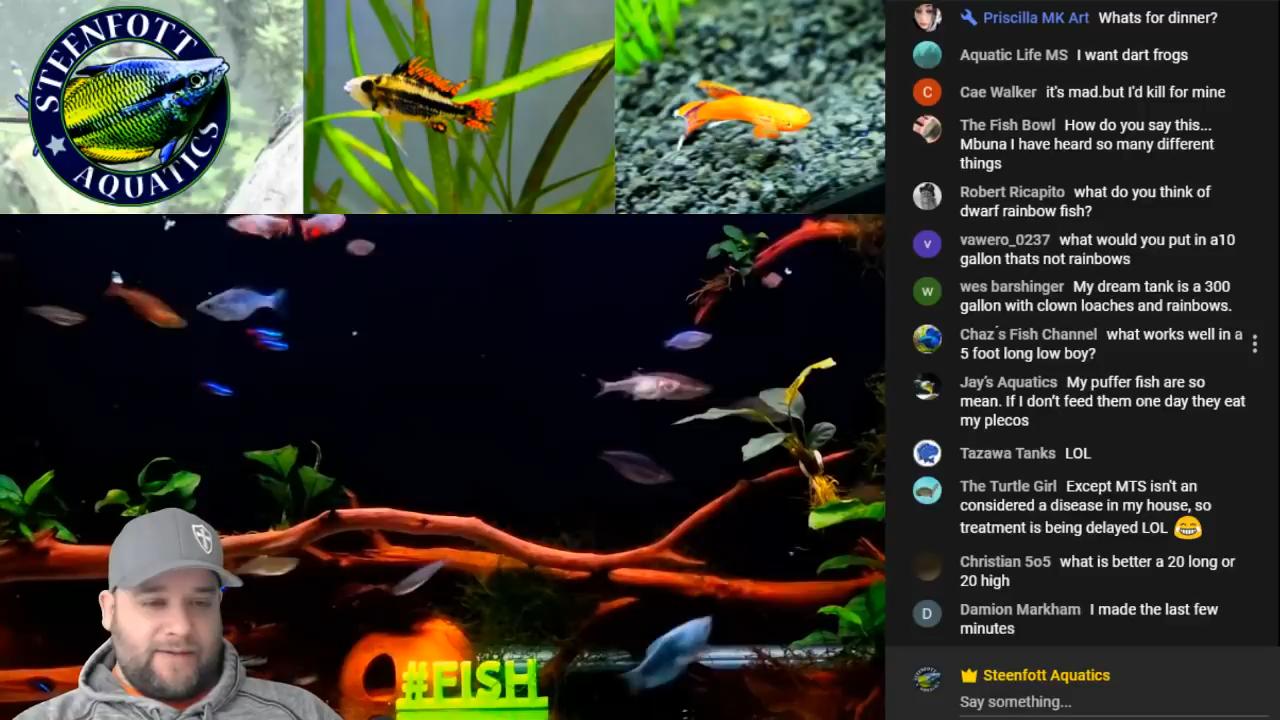 STEENFOTT
AQUATICS
#FISH
Priscilla MK Art Whats for dinner?
Aquatic Life MS I want dart frogs
C
Cae Walker it's mad.but I'd kill for mine
The Fish Bowl How do you say this...
Mbuna I have heard so many different
things
Robert Ricapito what do you think of
dwarf rainbow fish?
v
vawero_0237 what would you put in a10
gallon thats not rainbows
w
wes barshinger My dream tank is a 300
gallon with clown loaches and rainbows.
Chaz´s Fish Channel what works well in a
5 foot long low boy?
Jay's Aquatics My puffer fish are so
mean. If I don't feed them one day they eat
my plecos
Tazawa Tanks LOL
The Turtle Girl Except MTS isn't an
considered a disease in my house, so
treatment is being delayed LOL 😂
Christian 5o5 what is better a 20 long or
20 high
D
Damion Markham I made the last few
minutes
Steenfott Aquatics
Say something...